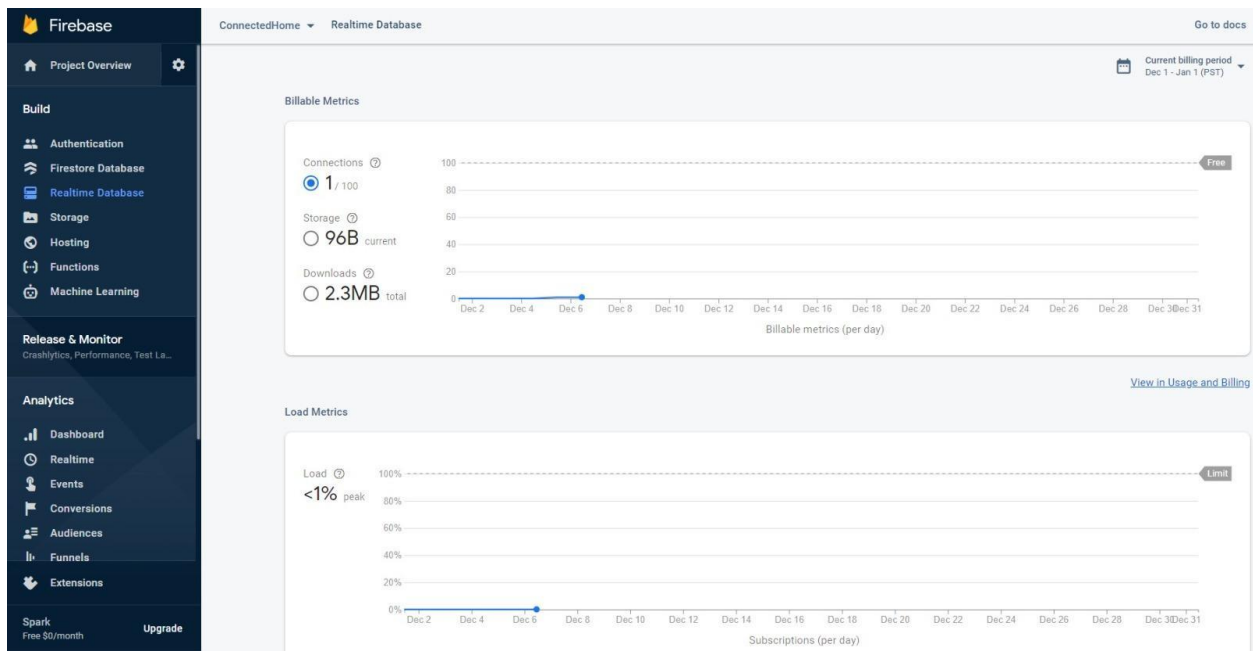 Firebase
ConnectedHome
Realtime Database
Go to docs
Project Overview
Current billing period
Dec 1 - Jan 1 (PST)
Build
Authentication
Firestore Database
Realtime Database
Storage
Hosting
Functions
Machine Learning
Release & Monitor
Crashlytics, Performance, Test La...
Analytics
Dashboard
Realtime
Events
Conversions
Audiences
Funnels
Extensions
Spark
Free $0/month
Upgrade
Billable Metrics
Connections
1 / 100
Storage
96B current
Downloads
2.3MB total
100
Free
80
60
40
20
0
Dec 2 Dec 4 Dec 6 Dec 8 Dec 10 Dec 12 Dec 14 Dec 16 Dec 18 Dec 20 Dec 22 Dec 24 Dec 26 Dec 28 Dec 30 Dec 31
Billable metrics (per day)
View in Usage and Billing
Load Metrics
Load
<1% peak
100%
Limit
80%
60%
40%
20%
0%
Dec 2 Dec 4 Dec 6 Dec 8 Dec 10 Dec 12 Dec 14 Dec 16 Dec 18 Dec 20 Dec 22 Dec 24 Dec 26 Dec 28 Dec 30 Dec 31
Subscriptions (per day)